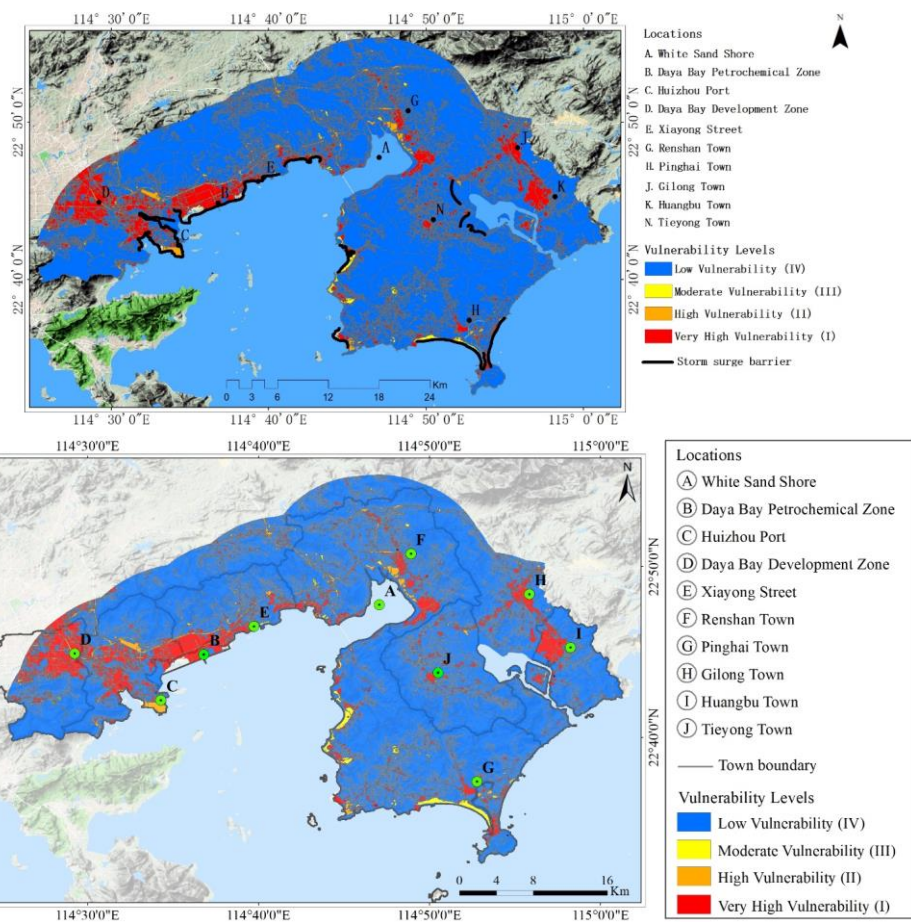 114° 30′ 0″E
114° 40′ 0″E
114° 50′ 0″E
N
22° 50′ 0″N
22° 40′ 0″N
G
A
J
E
D
B
K
N
C
H
Km
0 3 6 12 18 24
114° 30′ 0″E
114° 40′ 0″E
115° 0′ 0″E
Locations
A. White Sand Shore
B. Daya Bay Petrochemical Zone
C. Huizhou Port
D. Daya Bay Development Zone
E. Xiayong Street
G. Renshan Town
H. Pinghai Town
J. Gilong Town
K. Huangbu Town
N. Tieyong Town
Vulnerability Levels
Low Vulnerability (IV)
Moderate Vulnerability (III)
High Vulnerability (II)
Very High Vulnerability (I)
Storm surge barrier
114°30'0"E
114°40'0"E
114°50'0"E
115°0'0"E
N
22°50'0"N
22°40'0"N
F
A
H
E
D
B
I
J
C
G
0 4 8 16
Km
114°30'0"E
114°40'0"E
114°50'0"E
115°0'0"E
Locations
A White Sand Shore
B Daya Bay Petrochemical Zone
C Huizhou Port
D Daya Bay Development Zone
E Xiayong Street
F Renshan Town
G Pinghai Town
H Gilong Town
I Huangbu Town
J Tieyong Town
Town boundary
Vulnerability Levels
Low Vulnerability (IV)
Moderate Vulnerability (III)
High Vulnerability (II)
Very High Vulnerability (I)